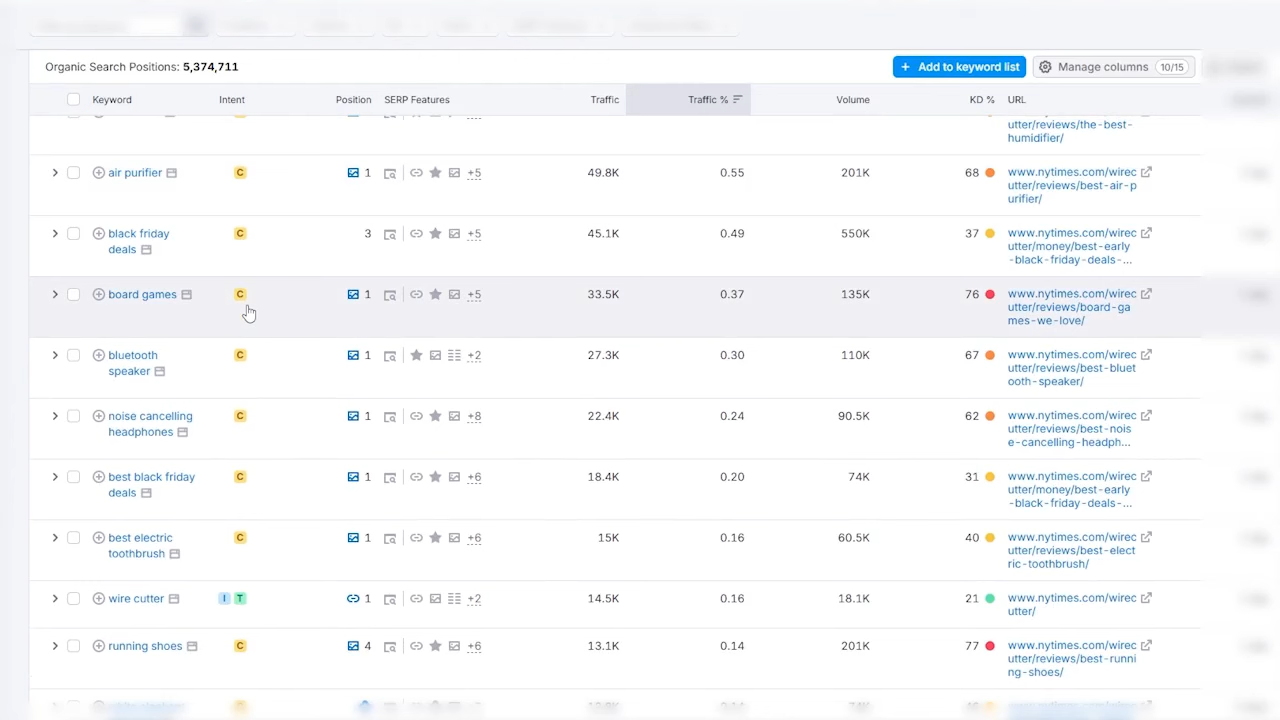 Organic Search Positions: 5,374,711
+ Add to keyword list
Manage columns 10/15
Keyword Intent Position SERP Features Traffic Traffic % Volume KD % URL
utter/reviews/the-best-
humidifier/
air purifier C 1 +5 49.8K 0.55 201K 68 www.nytimes.com/wirec
utter/reviews/best-air-p
urifier/
black friday C 3 +5 45.1K 0.49 550K 37 www.nytimes.com/wirec
deals utter/money/best-early
-black-friday-deals-...
board games C 1 +5 33.5K 0.37 135K 76 www.nytimes.com/wirec
utter/reviews/board-ga
mes-we-love/
bluetooth C 1 +2 27.3K 0.30 110K 67 www.nytimes.com/wirec
speaker utter/reviews/best-bluet
ooth-speaker/
noise cancelling C 1 +8 22.4K 0.24 90.5K 62 www.nytimes.com/wirec
headphones utter/reviews/best-nois
e-cancelling-headph...
best black friday C 1 +6 18.4K 0.20 74K 31 www.nytimes.com/wirec
deals utter/money/best-early
-black-friday-deals-...
best electric C 1 +6 15K 0.16 60.5K 40 www.nytimes.com/wirec
toothbrush utter/reviews/best-elect
ric-toothbrush/
wire cutter I T 1 +2 14.5K 0.16 18.1K 21 www.nytimes.com/wirec
utter/
running shoes C 4 +6 13.1K 0.14 201K 77 www.nytimes.com/wirec
utter/reviews/best-runni
ng-shoes/